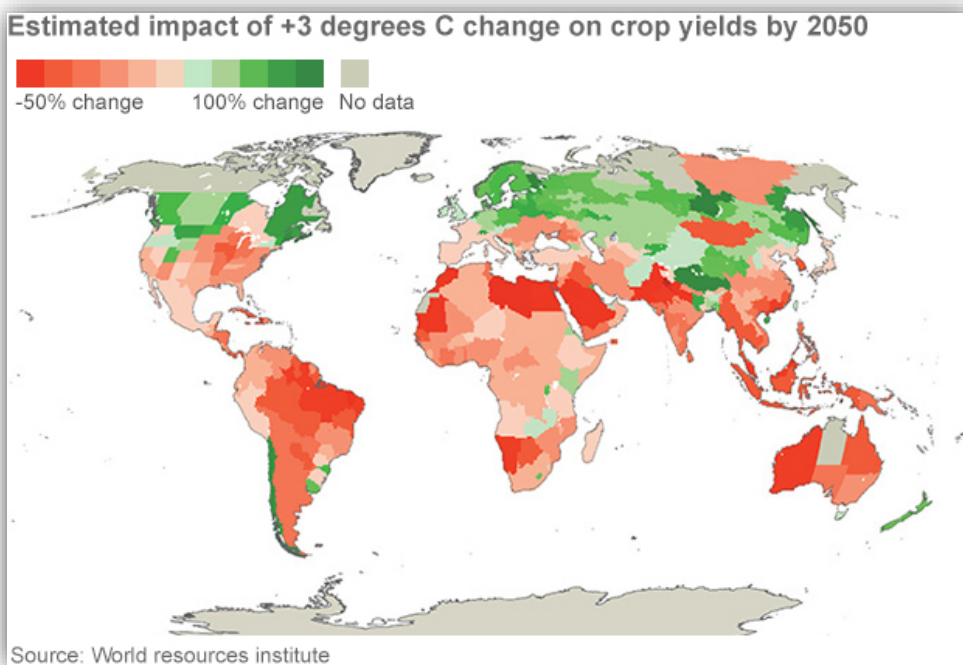 Estimated impact of +3 degrees C change on crop yields by 2050
-50% change 100% change No data
Source: World resources institute